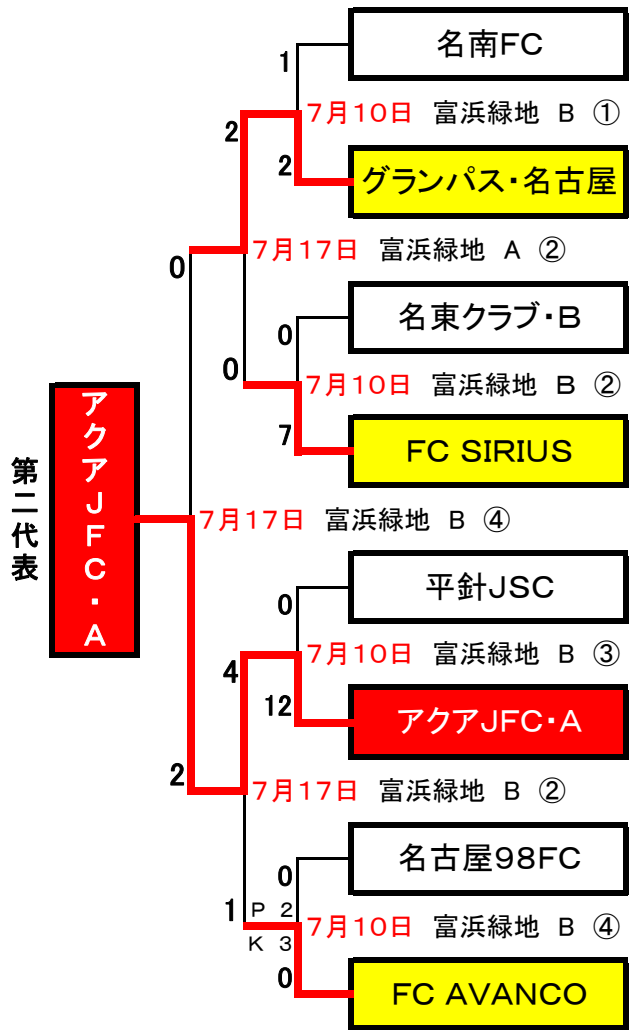 名南FC
1
7月10日 富浜緑地 B ①
2
2
グランパス・名古屋
7月17日 富浜緑地 A ②
0
名東クラブ・B
0
0
7月10日 富浜緑地 B ②
7
FC SIRIUS
アクアJFC・A
第二代表
7月17日 富浜緑地 B ④
平針JSC
0
7月10日 富浜緑地 B ③
4
12
アクアJFC・A
2
7月17日 富浜緑地 B ②
名古屋98FC
0
1
P 2
7月10日 富浜緑地 B ④
K 3
0
FC AVANCO